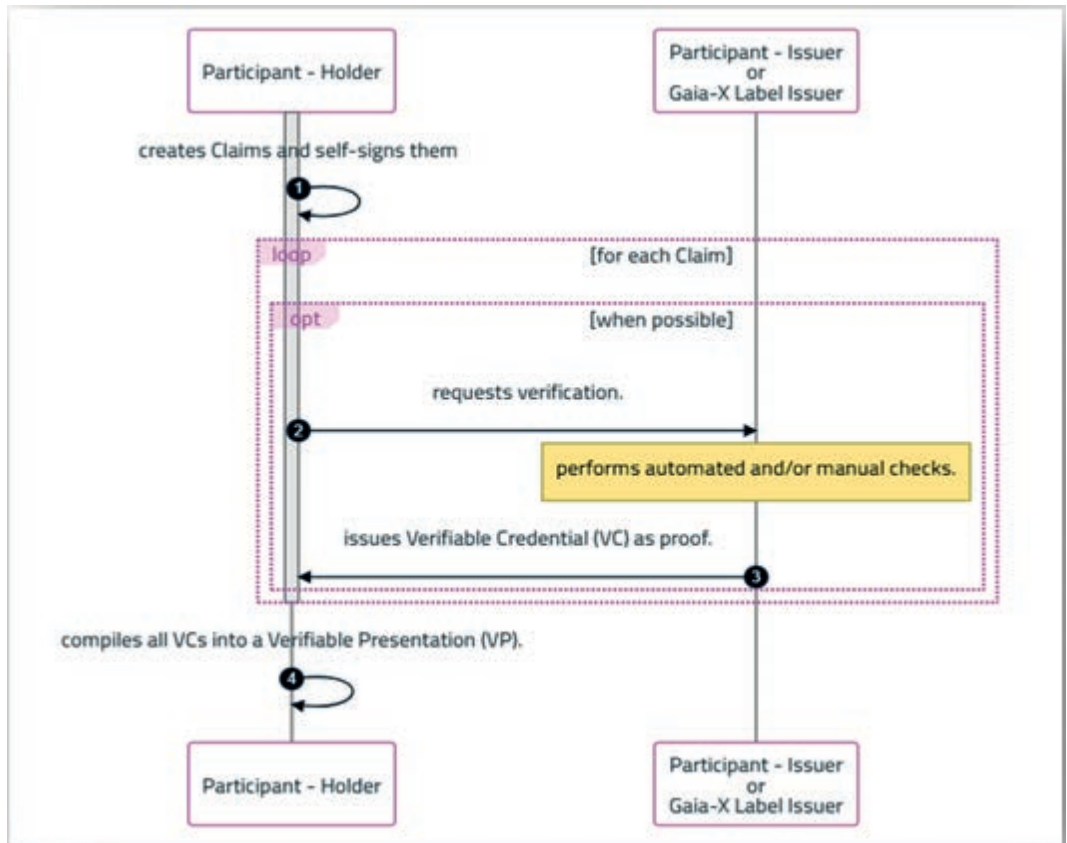 Participant - Holder
Participant - Issuer
or
Gaia-X Label Issuer
creates Claims and self-signs them
1
loop
[for each Claim]
opt
[when possible]
requests verification.
2
performs automated and/or manual checks.
issues Verifiable Credential (VC) as proof.
3
compiles all VCs into a Verifiable Presentation (VP).
4
Participant - Holder
Participant - Issuer
or
Gaia-X Label Issuer